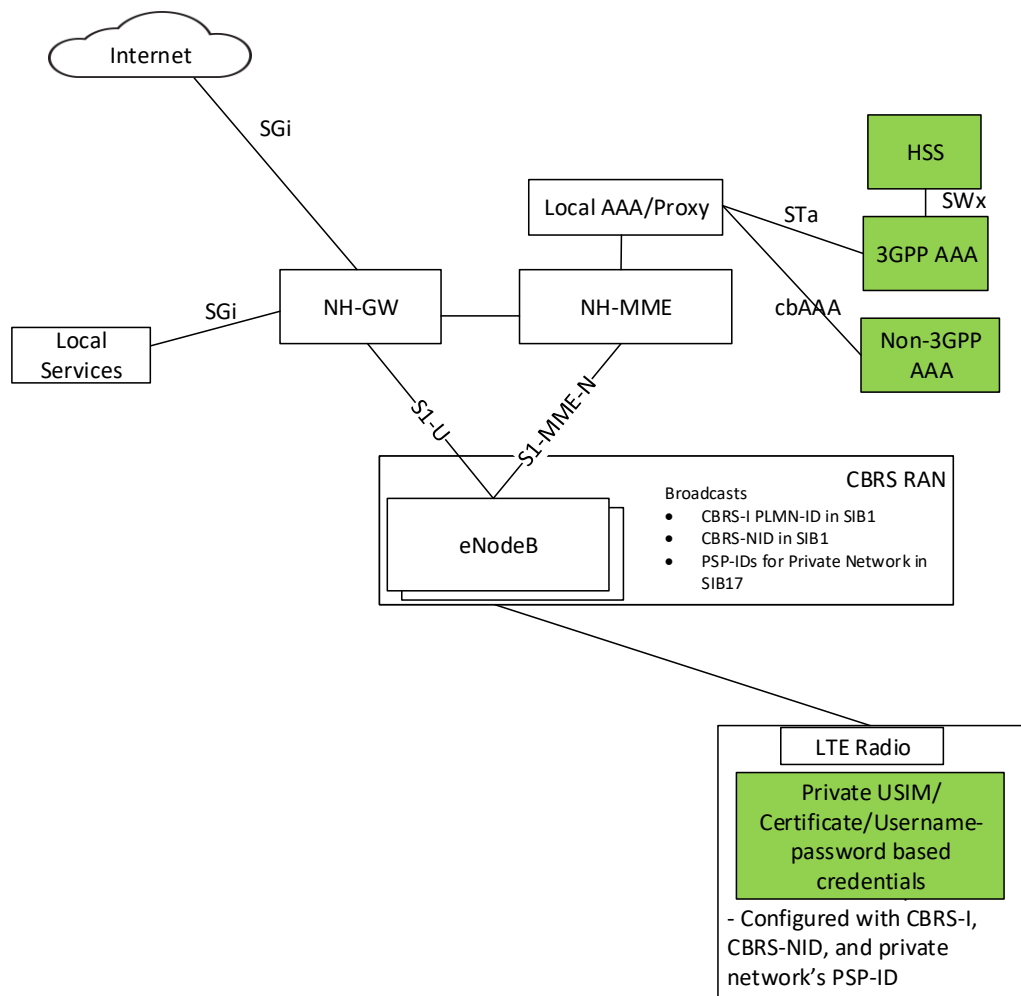 Internet
SGi
HSS
SWx
Local AAA/Proxy
STa
3GPP AAA
NH-GW
NH-MME
cbAAA
SGi
Local
Services
Non-3GPP
AAA
S1-U
S1-MME-N
CBRS RAN
eNodeB
Broadcasts
• CBRS-I PLMN-ID in SIB1
• CBRS-NID in SIB1
• PSP-IDs for Private Network in
SIB17
LTE Radio
Private USIM/
Certificate/Username-
password based
credentials
- Configured with CBRS-I,
CBRS-NID, and private
network’s PSP-ID